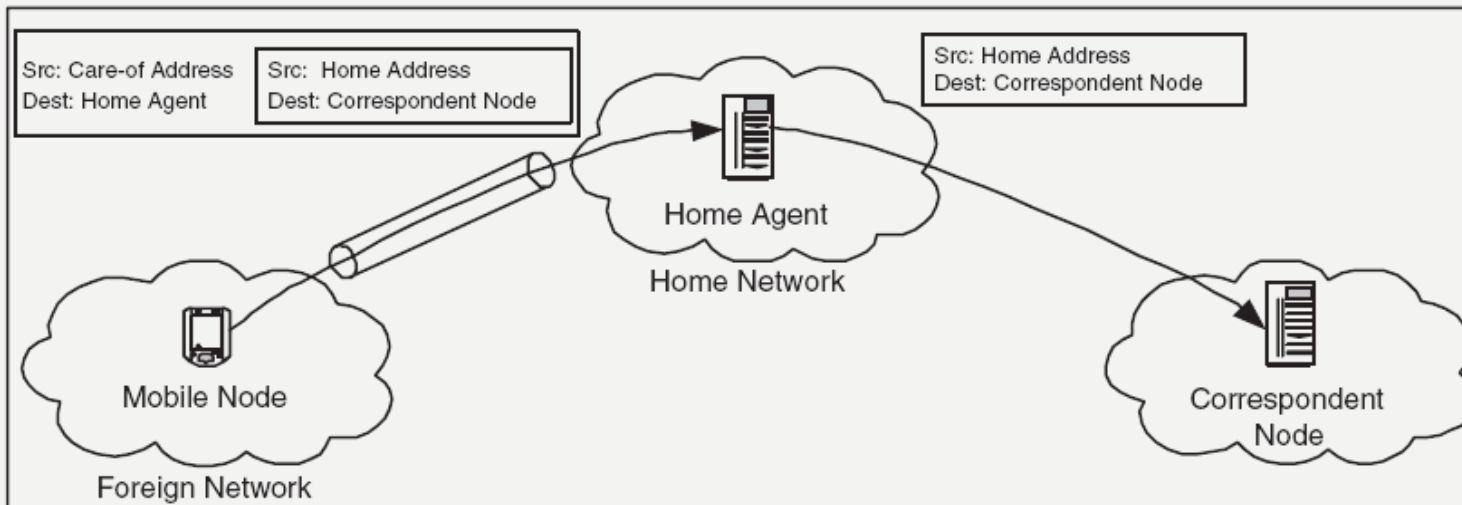 Src: Care-of Address
Dest: Home Agent
Src: Home Address
Dest: Correspondent Node
Src: Home Address
Dest: Correspondent Node
Home Agent
Home Network
Mobile Node
Foreign Network
Correspondent
Node